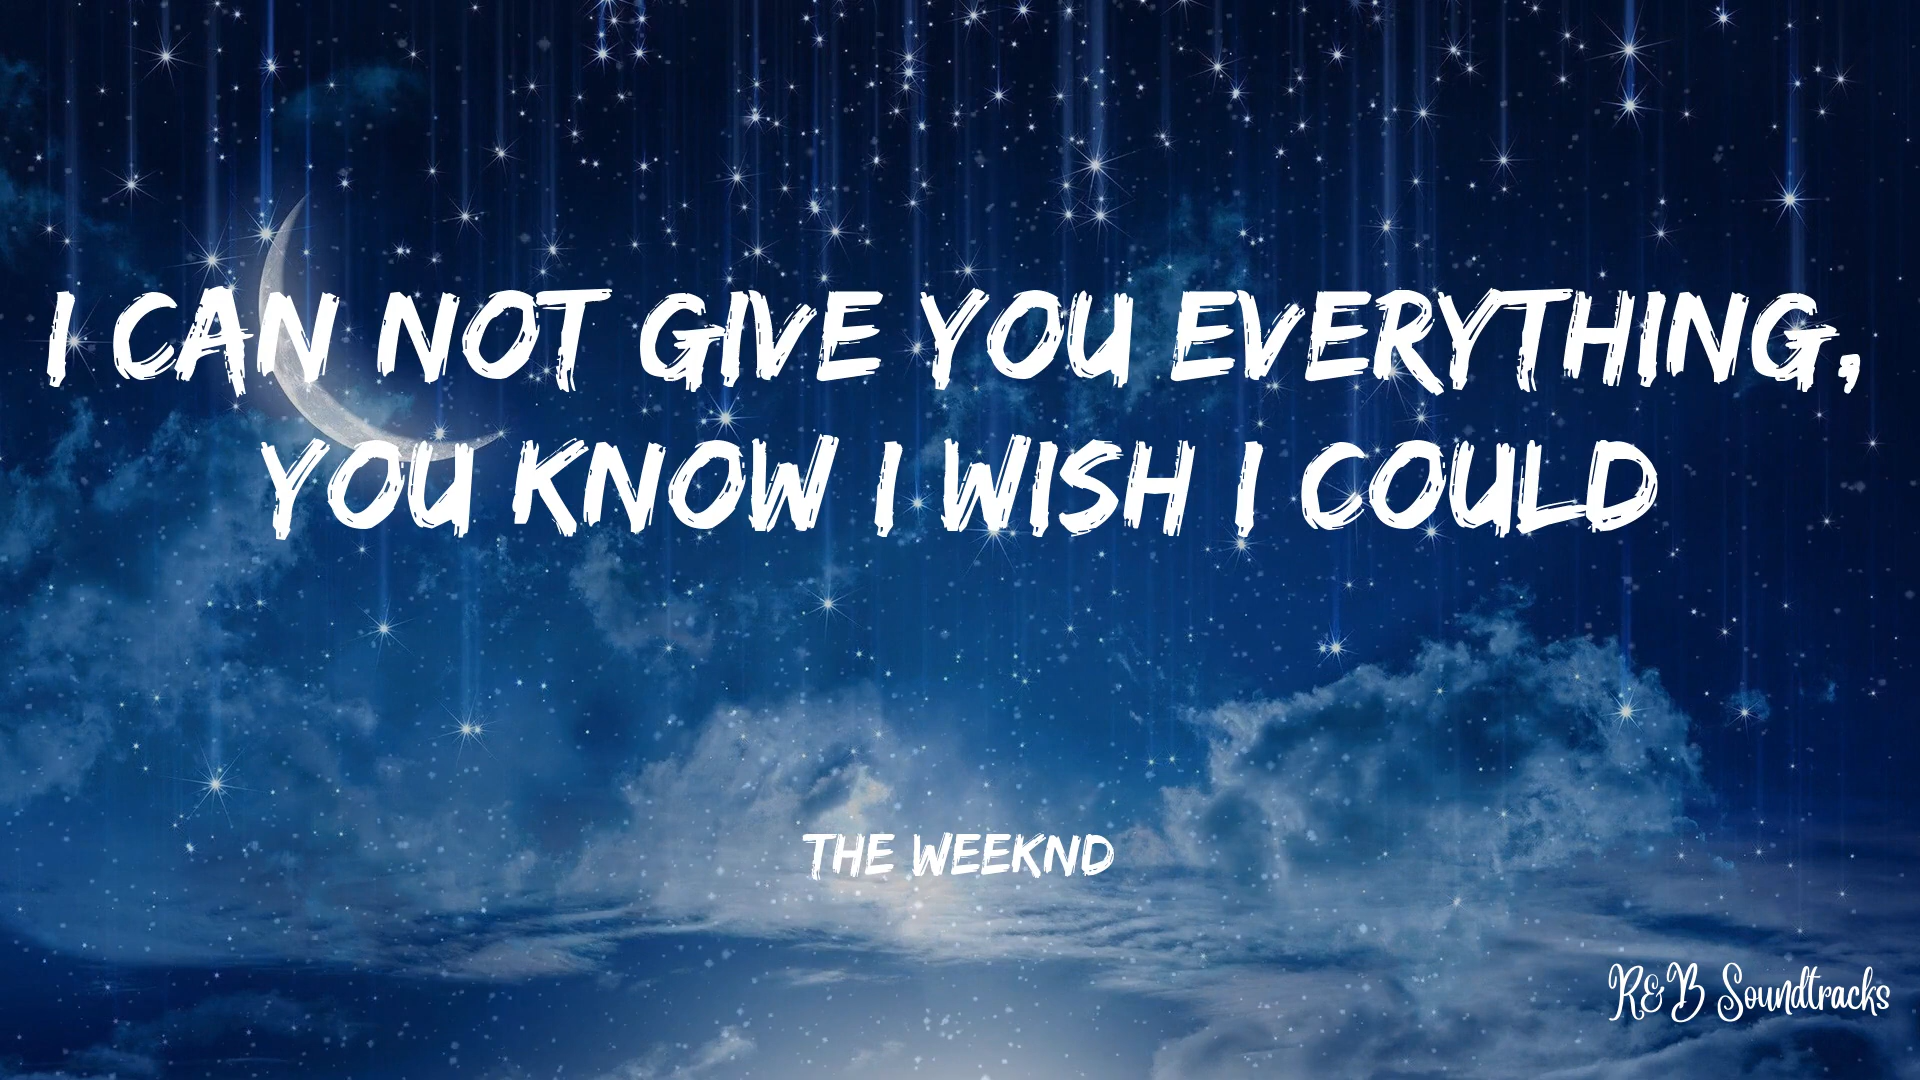 I CAN NOT GIVE YOU EVERYTHING,
YOU KNOW I WISH I COULD
THE WEEKND
R&B Soundtracks